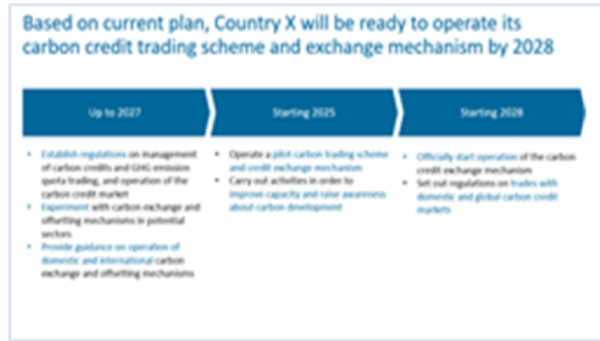 Based on current plan, Country X will be ready to operate its
carbon credit trading scheme and exchange mechanism by 2028
Up to 2027
Starting 2025
Starting 2028
• Establish regulations on management
of carbon credits and GHG emission
quota trading, and operation of the
carbon credit market
• Experiment with carbon exchange and
offsetting mechanisms in potential
sectors
• Provide guidance on operation of
domestic and international carbon
exchange and offsetting mechanisms
• Operate a pilot carbon trading scheme
and credit exchange mechanism
• Carry out activities in order to
improve capacity and raise awareness
about carbon development
• Officially start operation of the carbon
credit exchange mechanism
• Set out regulations on trades with
domestic and global carbon credit
markets